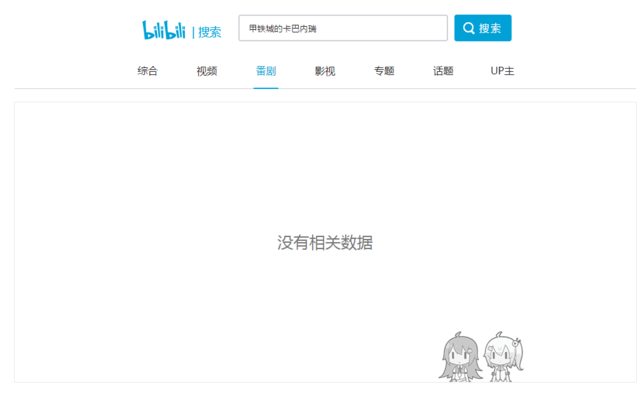 bilibili | 搜索
甲铁城的卡巴内瑞
搜索
综合 视频 番剧 影视 专题 话题 UP主
没有相关数据